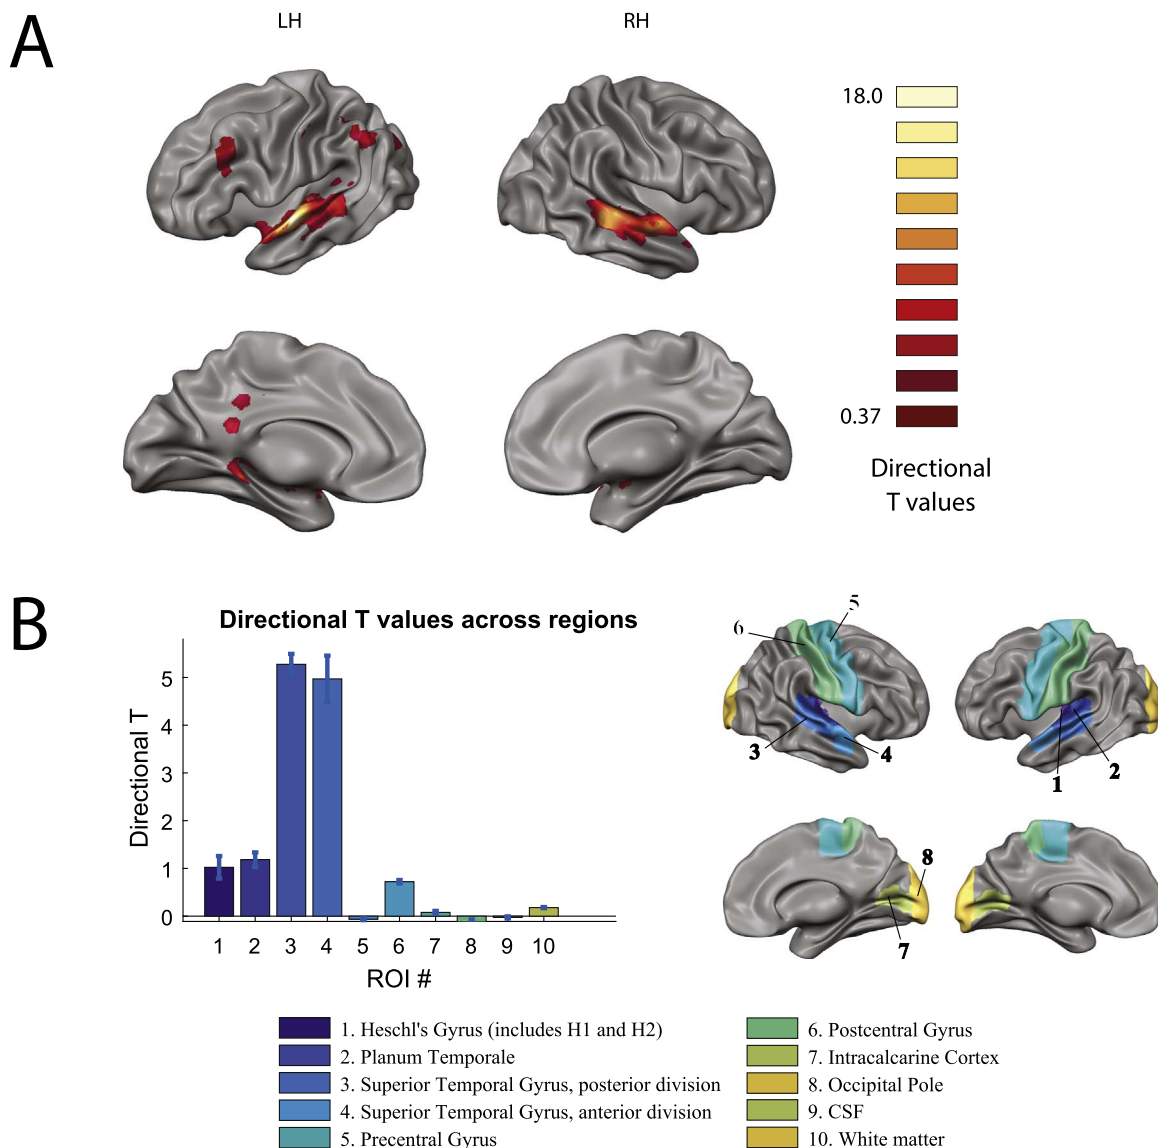 A
LH
RH
18.0
0.37
Directional
T values
B
Directional T values across regions
Directional T
5
4
3
2
1
0
1 2 3 4 5 6 7 8 9 10
ROI #
5
6
3
4
1
2
8
7
1. Heschl's Gyrus (includes H1 and H2)
2. Planum Temporale
3. Superior Temporal Gyrus, posterior division
4. Superior Temporal Gyrus, anterior division
5. Precentral Gyrus
6. Postcentral Gyrus
7. Intracalcarine Cortex
8. Occipital Pole
9. CSF
10. White matter